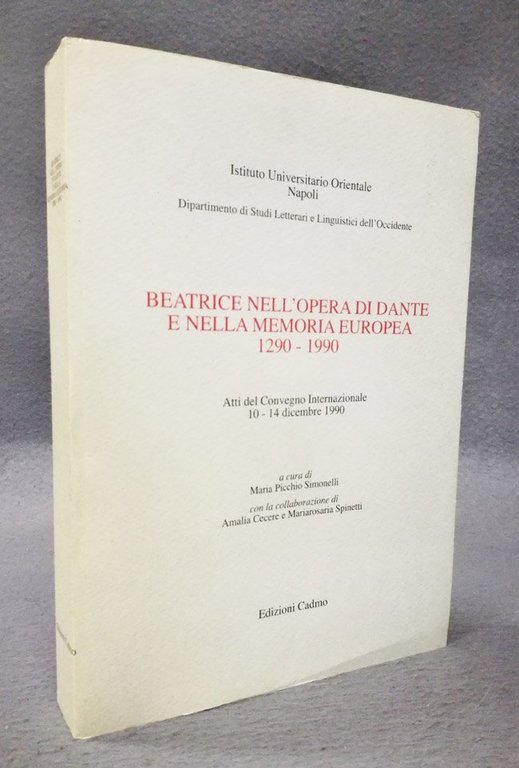 Istituto Universitario Orientale
Napoli
Dipartimento di Studi Letterari e Linguistici dell'Occidente
BEATRICE NELL'OPERA DI DANTE
E NELLA MEMORIA EUROPEA
1290 - 1990
Atti del Convegno Internazionale
10 - 14 dicembre 1990
a cura di
Maria Picchio Simonelli
con la collaborazione di
Amalia Cecere e Mariarosaria Spinetti
Edizioni Cadmo